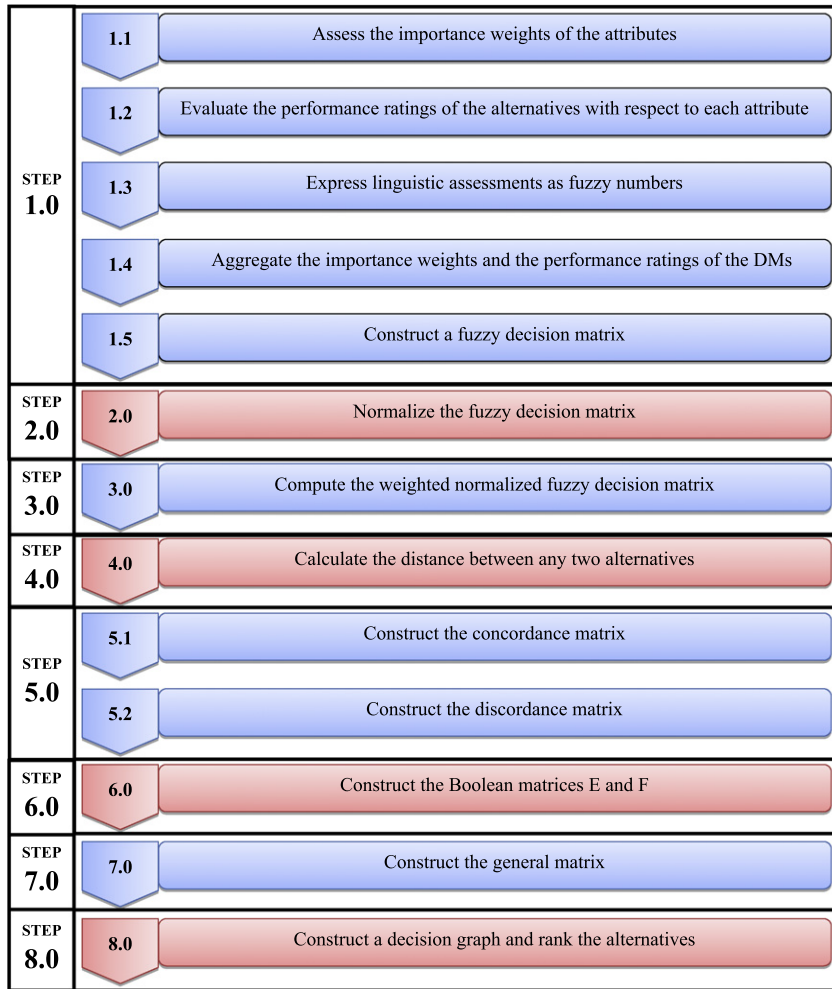 STEP
1.0
1.1
Assess the importance weights of the attributes
1.2
Evaluate the performance ratings of the alternatives with respect to each attribute
1.3
Express linguistic assessments as fuzzy numbers
1.4
Aggregate the importance weights and the performance ratings of the DMs
1.5
Construct a fuzzy decision matrix
STEP
2.0
2.0
Normalize the fuzzy decision matrix
STEP
3.0
3.0
Compute the weighted normalized fuzzy decision matrix
STEP
4.0
4.0
Calculate the distance between any two alternatives
STEP
5.0
5.1
Construct the concordance matrix
5.2
Construct the discordance matrix
STEP
6.0
6.0
Construct the Boolean matrices E and F
STEP
7.0
7.0
Construct the general matrix
STEP
8.0
8.0
Construct a decision graph and rank the alternatives